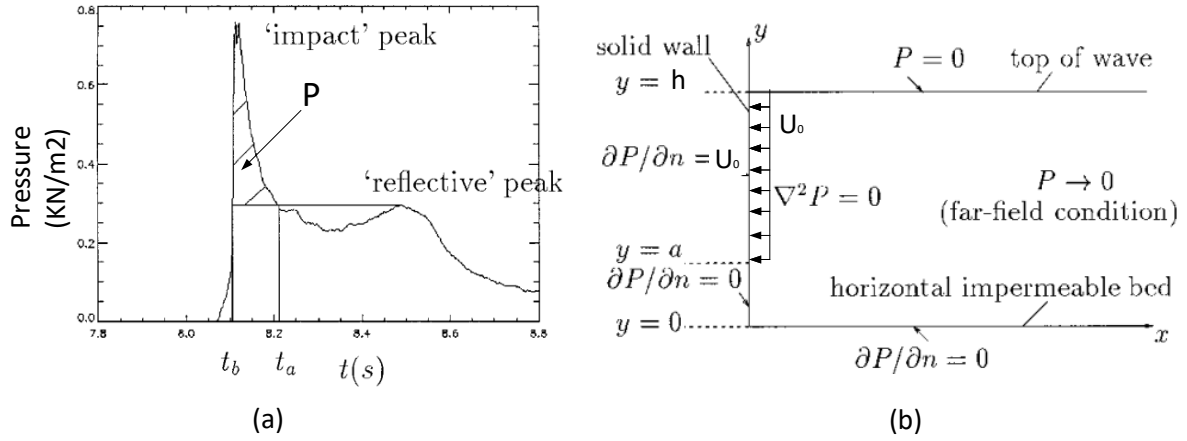 'impact' peak
P
'reflective' peak
Pressure
(KN/m2)
0.8
0.6
0.4
0.2
0.0
7.8
8.0
8.2
8.4
8.6
8.8
t_b
t_a
t(s)
(a)
y
solid wall
P = 0
top of wave
y = h
U₀
∂P/∂n = U₀
∇²P = 0
P → 0
(far-field condition)
y = a
∂P/∂n = 0
horizontal impermeable bed
y = 0
x
∂P/∂n = 0
(b)